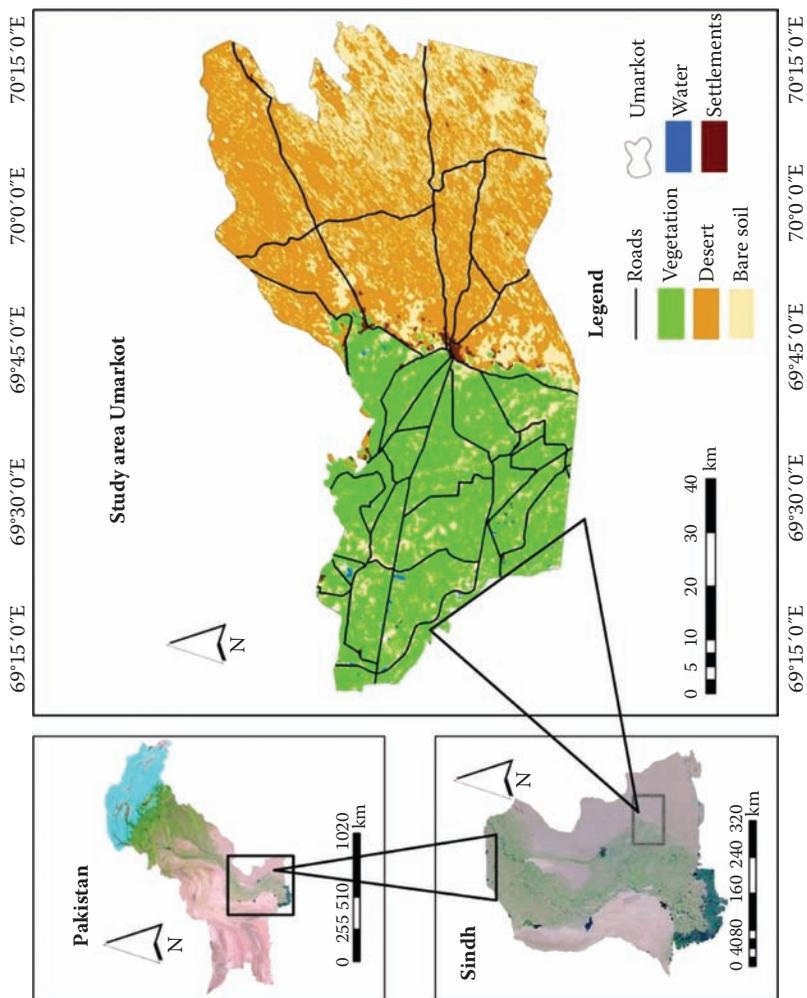 Pakistan
N
0 255 510 1020
km
Sindh
N
0 4080 160 240 320
km
69°15´0˝E 69°30´0˝E 69°45´0˝E 70°0´0˝E 70°15´0˝E
Study area Umarkot
N
0 5 10 20 30 40
km
Legend
Roads
Vegetation
Desert
Bare soil
Umarkot
Water
Settlements
69°15´0˝E 69°30´0˝E 69°45´0˝E 70°0´0˝E 70°15´0˝E